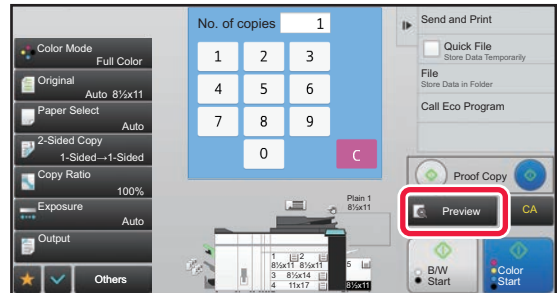 No. of copies 1
1 2 3
4 5 6
7 8 9
0 C
Color Mode
Full Color
Original
Auto 8½x11
Paper Select
Auto
2-Sided Copy
1-Sided→1-Sided
Copy Ratio
100%
Exposure
Auto
Output
Others
Plain 1
8½x11
1 2
8½x11 8½x11
3 8½x14
4 11x17
5
8½x11
Send and Print
Quick File
Store Data Temporarily
File
Store Data in Folder
Call Eco Program
Proof Copy
Preview
CA
B/W
Start
Color
Start